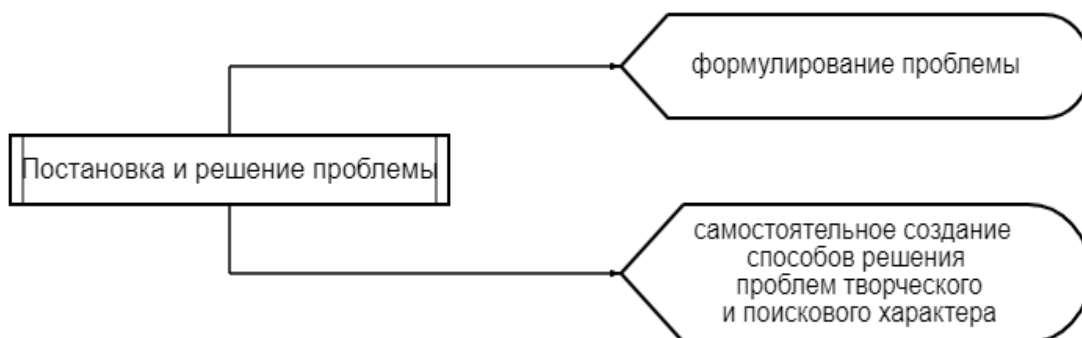 формулирование проблемы
Постановка и решение проблемы
самостоятельное создание
способов решения
проблем творческого
и поискового характера